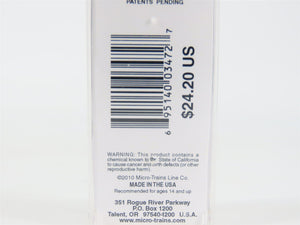 PATENTS PENDING
6 95140 03472 7
$24.20 US
WARNING: This product contains a
chemical known to the State of California
to cause cancer and birth defects (or other
reproductive harm).
©2010 Micro-Trains Line Co.
MADE IN THE USA
Recommended for ages 14 and up
351 Rogue River Parkway
P.O. Box 1200
Talent, OR 97540-1200 U.S.A.
www.micro-trains.com